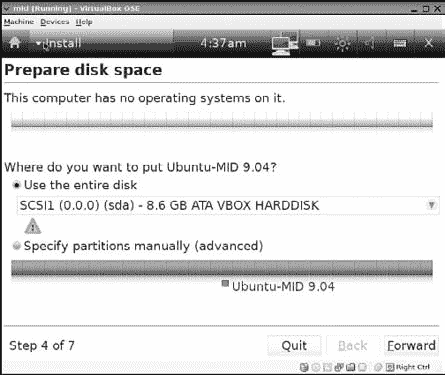 mid [Running] - VirtualBox OSE
Machine Devices Help
Install 4:37am X
Prepare disk space
This computer has no operating systems on it.
Where do you want to put Ubuntu-MID 9.04?
Use the entire disk
SCSI1 (0,0,0) (sda) - 8.6 GB ATA VBOX HARDDISK
Specify partitions manually (advanced)
Ubuntu-MID 9.04
Step 4 of 7 Quit Back Forward
Right Ctrl